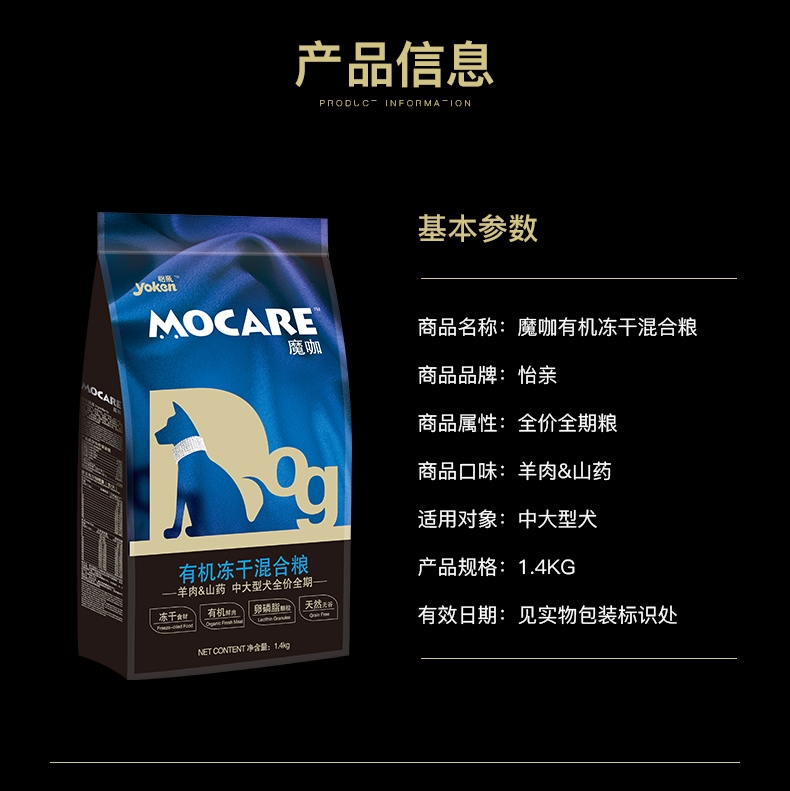 产品信息
PRODUCT INFORMATION
基本参数
商品名称：魔咖有机冻干混合粮
商品品牌：怡亲
商品属性：全价全期粮
商品口味：羊肉&山药
适用对象：中大型犬
产品规格：1.4KG
有效日期：见实物包装标识处
怡亲
yoken
MOCARE™
魔咖
Dog
有机冻干混合粮
羊肉&山药 中大型犬全价全期
冻干食材
Freeze-dried Food
有机鲜肉
Organic Fresh Meat
卵磷脂颗粒
Lecithin Granules
天然无谷
Grain Free
NET CONTENT 净含量：1.4kg
MOCARE
魔咖